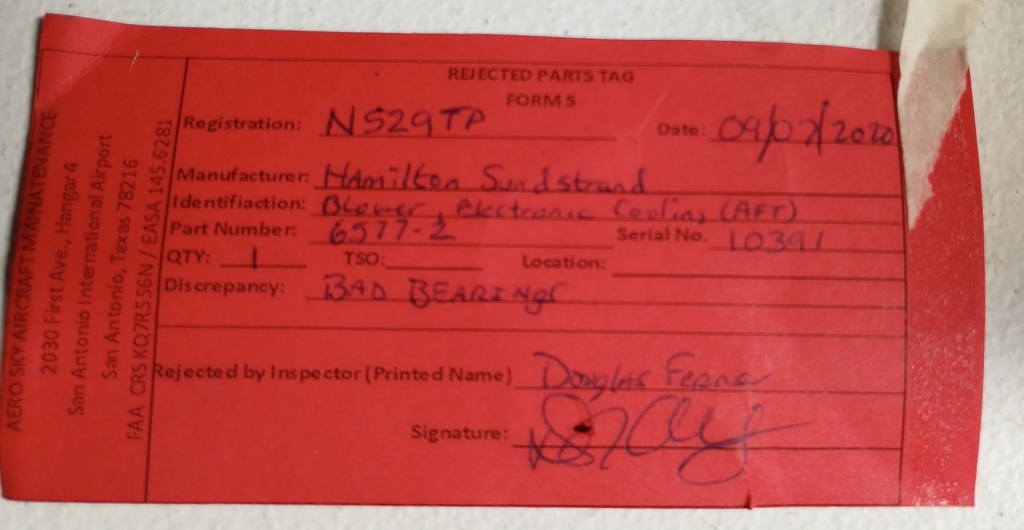 REJECTED PARTS TAG
FORM 5
Registration: N529TP Date: 09/07/2020
Manufacturer: Hamilton Sundstrand
Identifiaction: Blower, Electronic Cooling (AFT)
Part Number: 6577-2 Serial No. 10391
QTY: 1 TSO: Location:
Discrepancy: BAD BEARINGS
Rejected by Inspector (Printed Name) Douglas
Signature:
AERO SKY AIRCRAFT MAINATENANCE
2030 First Ave., Hangar 4
San Antonio International Airport
San Antonio, Texas 78216
FAA CRS KQ7R556N / EASA 145.6281